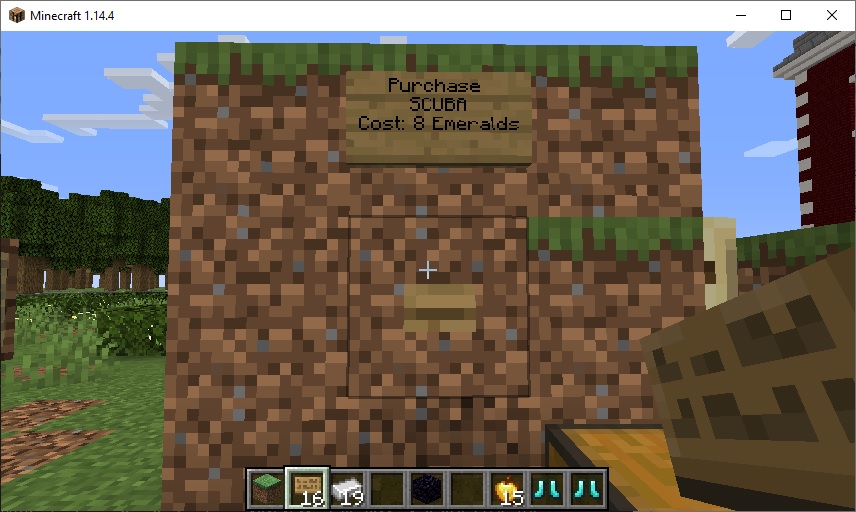 Minecraft 1.14.4
Purchase
SCUBA
Cost: 8 Emeralds
16
19
15